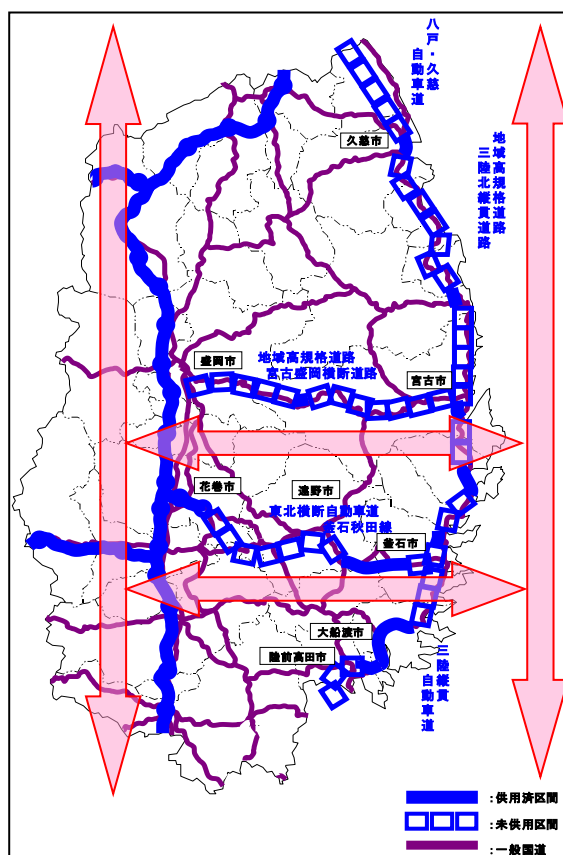 八戸・久慈
自動車道
久慈市
地域高規格道路
三陸北縦貫道路
盛岡市
地域高規格道路
宮古盛岡横断道路
宮古市
花巻市
遠野市
東北横断自動車道
釜石秋田線
釜石市
大船渡市
陸前高田市
三陸縦貫
自動車道
:供用済区間
:未供用区間
:一般国道